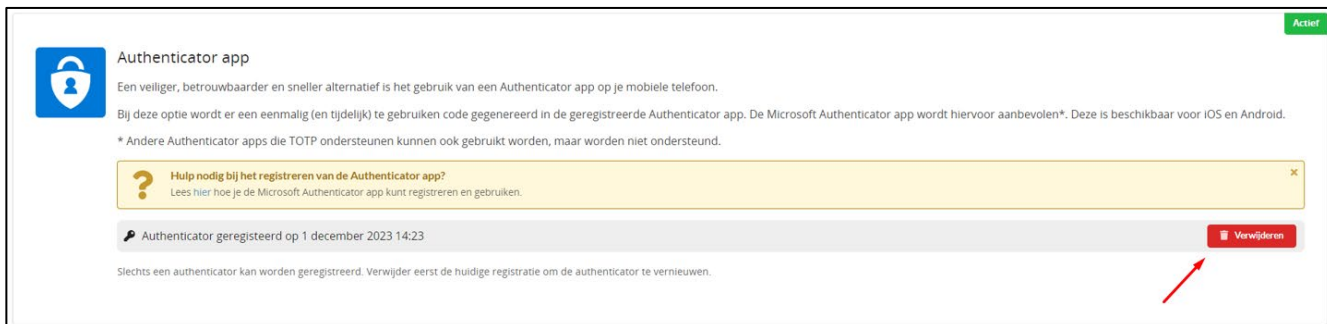 Actief
Authenticator app
Een veiliger, betrouwbaarder en sneller alternatief is het gebruik van een Authenticator app op je mobiele telefoon.
Bij deze optie wordt er een eenmalig (en tijdelijk) te gebruiken code gegenereerd in de geregistreerde Authenticator app. De Microsoft Authenticator app wordt hiervoor aanbevolen*. Deze is beschikbaar voor iOS en Android.
* Andere Authenticator apps die TOTP ondersteunen kunnen ook gebruikt worden, maar worden niet ondersteund.
Hulp nodig bij het registreren van de Authenticator app?
Lees hier hoe je de Microsoft Authenticator app kunt registreren en gebruiken.
Authenticator geregisteerd op 1 december 2023 14:23
Verwijderen
Slechts een authenticator kan worden geregistreerd. Verwijder eerst de huidige registratie om de authenticator te vernieuwen.